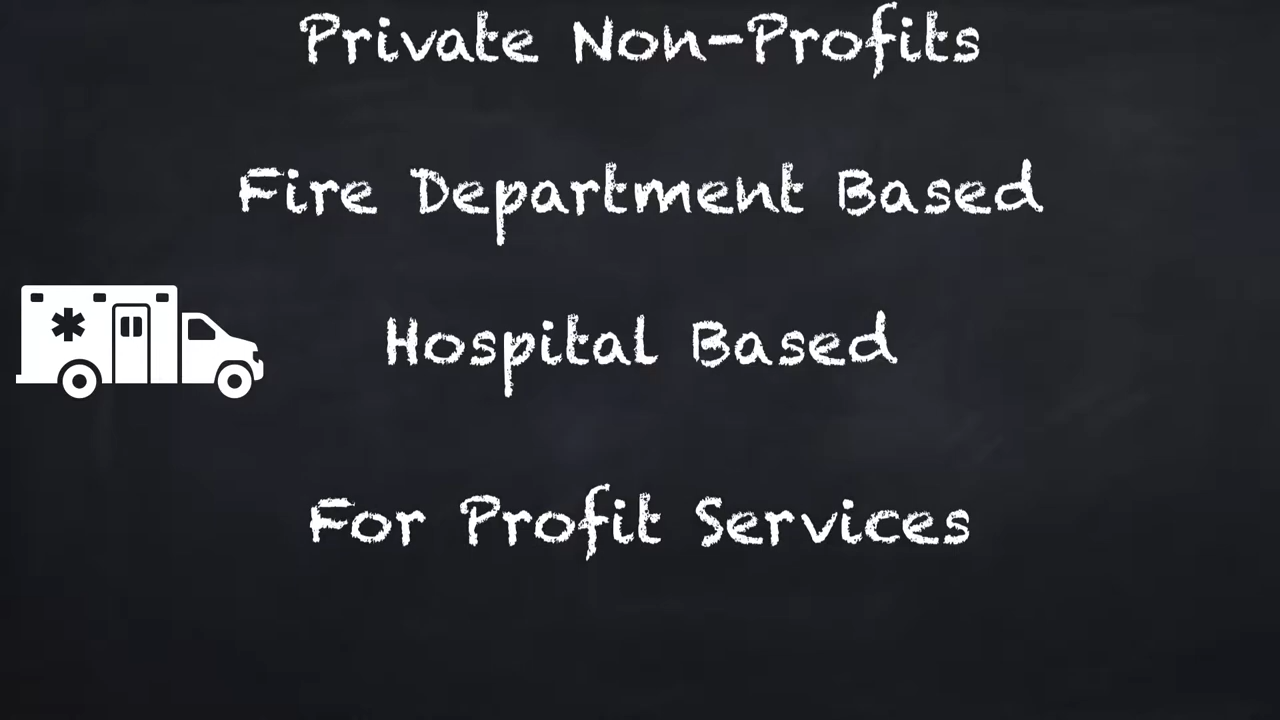 Private Non-Profits
Fire Department Based
Hospital Based
For Profit Services